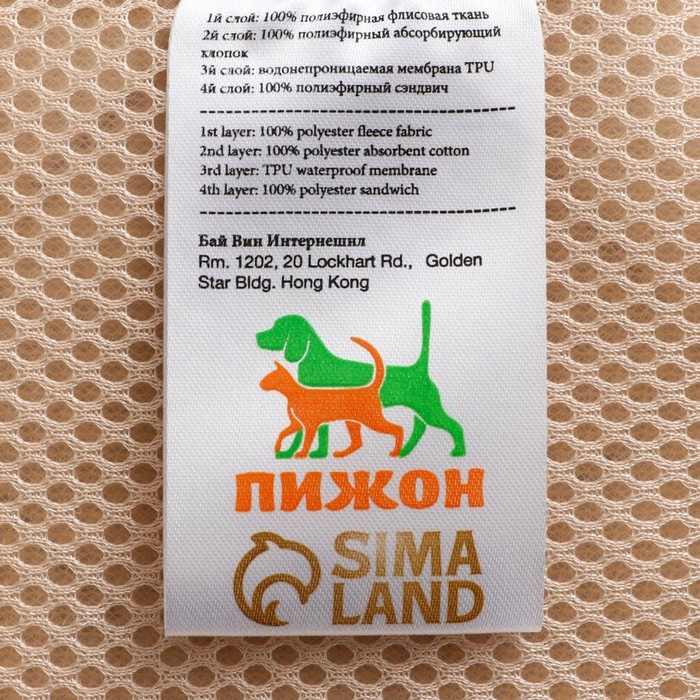 1й слой: 100% полиэфирная флисовая ткань
2й слой: 100% полиэфирный абсорбирующий
хлопок
3й слой: водонепроницаемая мембрана TPU
4й слой: 100% полиэфирный сэндвич
1st layer: 100% polyester fleece fabric
2nd layer: 100% polyester absorbent cotton
3rd layer: TPU waterproof membrane
4th layer: 100% polyester sandwich
Бай Вин Интернешнл
Rm. 1202, 20 Lockhart Rd., Golden
Star Bldg. Hong Kong
ПИЖОН
SIMA
LAND